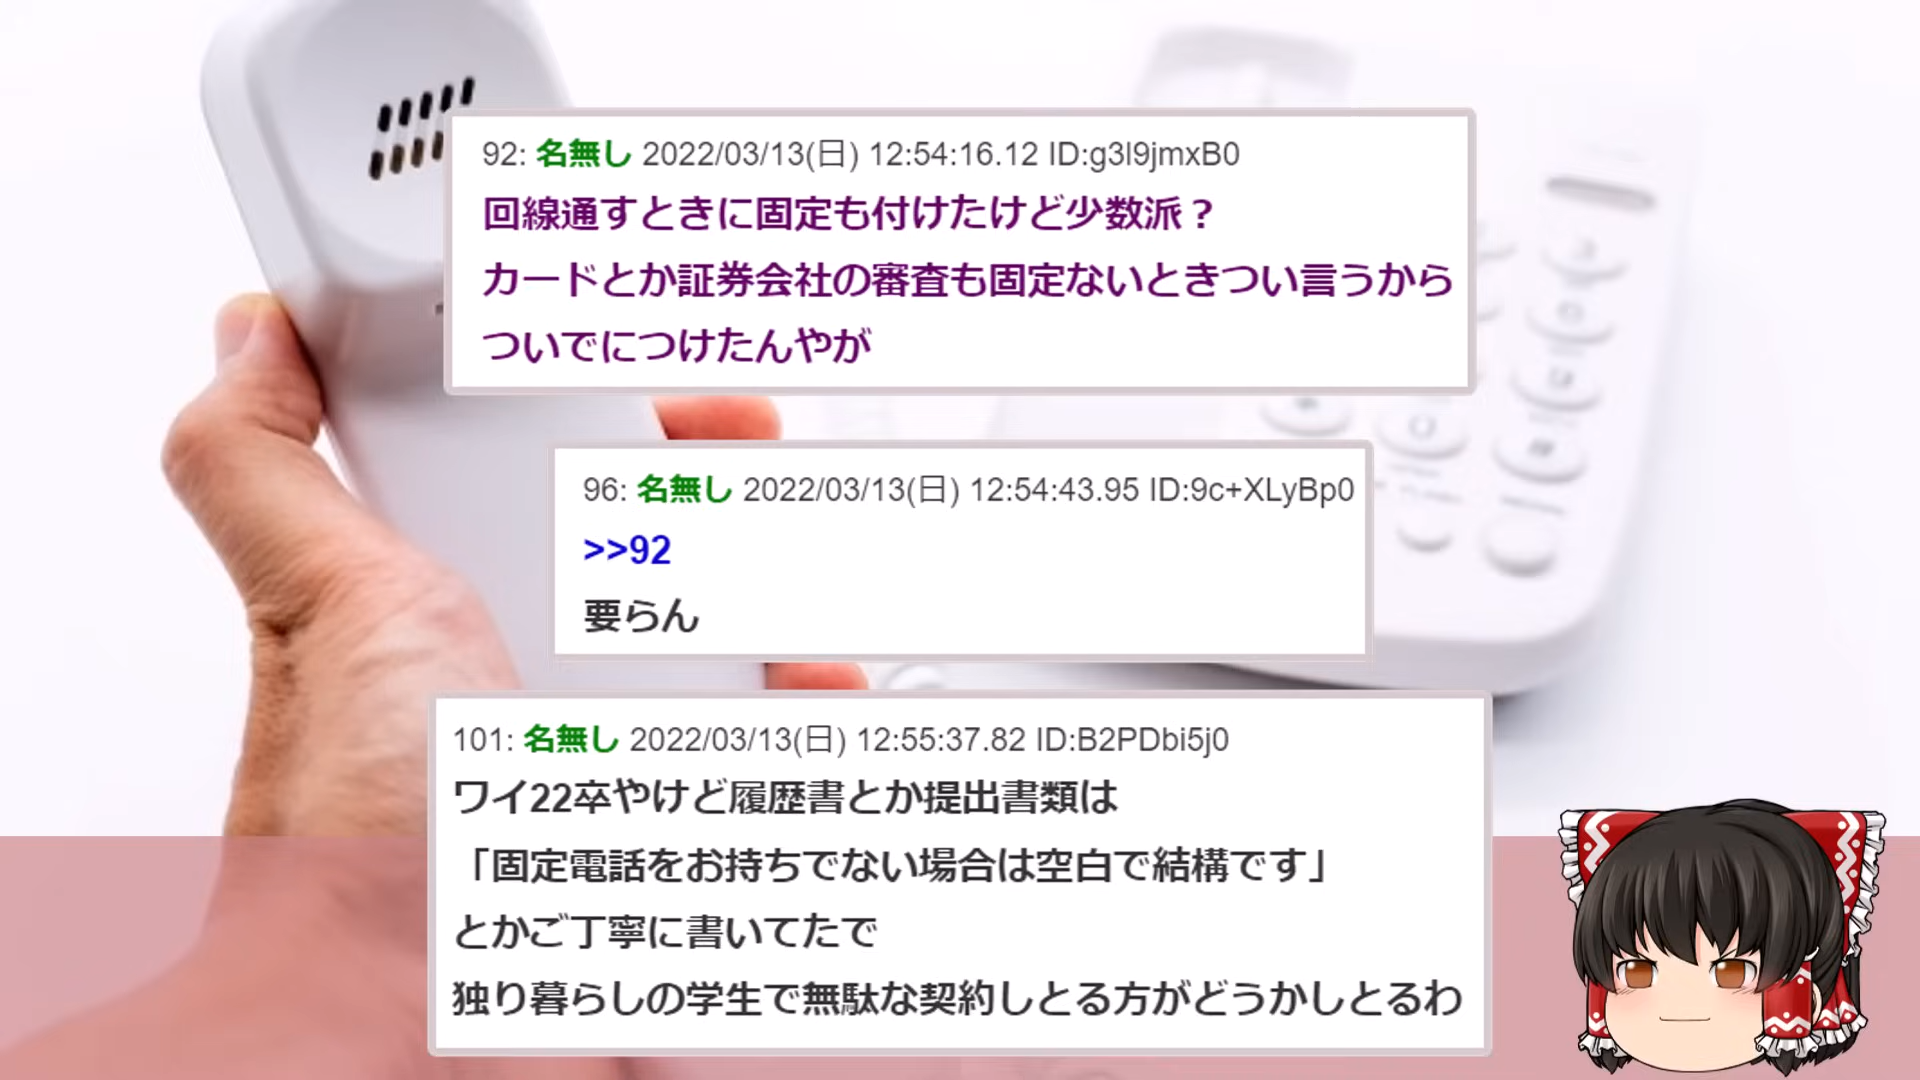 92: 名無し 2022/03/13(日) 12:54:16.12 ID:g3l9jmxB0
回線通すときに固定も付けたけど少数派？
カードとか証券会社の審査も固定ないときつい言うから
ついでにつけたんやが
96: 名無し 2022/03/13(日) 12:54:43.95 ID:9c+XLyBp0
>>92
要らん
101: 名無し 2022/03/13(日) 12:55:37.82 ID:B2PDbi5j0
ワイ22卒やけど履歴書とか提出書類は
「固定電話をお持ちでない場合は空白で結構です」
とかご丁寧に書いてたで
独り暮らしの学生で無駄な契約しとる方がどうかしとるわ